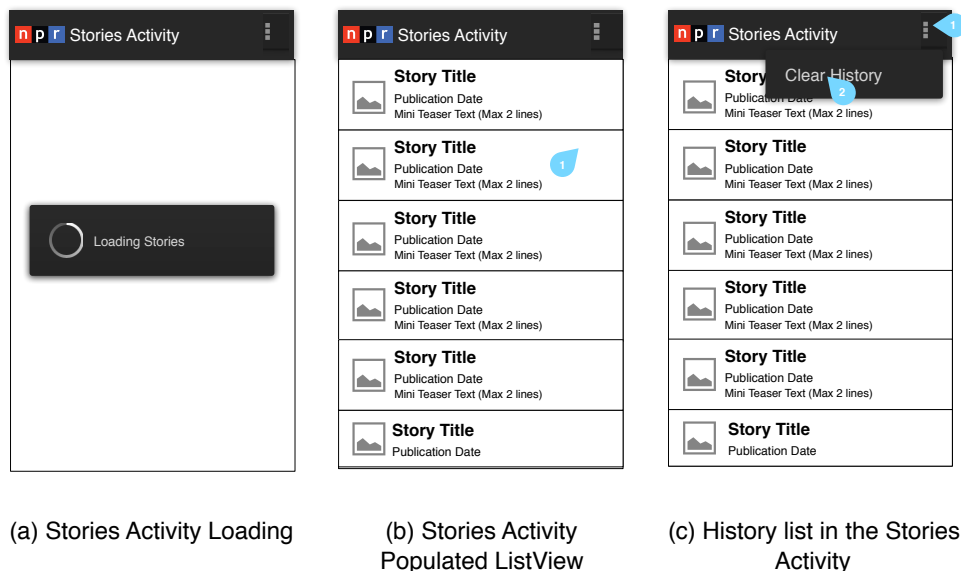 npr Stories Activity
Loading Stories
(a) Stories Activity Loading
npr Stories Activity
Story Title
Publication Date
Mini Teaser Text (Max 2 lines)
Story Title
Publication Date
Mini Teaser Text (Max 2 lines)
1
Story Title
Publication Date
Mini Teaser Text (Max 2 lines)
Story Title
Publication Date
Mini Teaser Text (Max 2 lines)
Story Title
Publication Date
Mini Teaser Text (Max 2 lines)
Story Title
Publication Date
(b) Stories Activity
Populated ListView
npr Stories Activity
1
Clear History
2
Story
Publication Date
Mini Teaser Text (Max 2 lines)
Story Title
Publication Date
Mini Teaser Text (Max 2 lines)
Story Title
Publication Date
Mini Teaser Text (Max 2 lines)
Story Title
Publication Date
Mini Teaser Text (Max 2 lines)
Story Title
Publication Date
Mini Teaser Text (Max 2 lines)
Story Title
Publication Date
(c) History list in the Stories
Activity